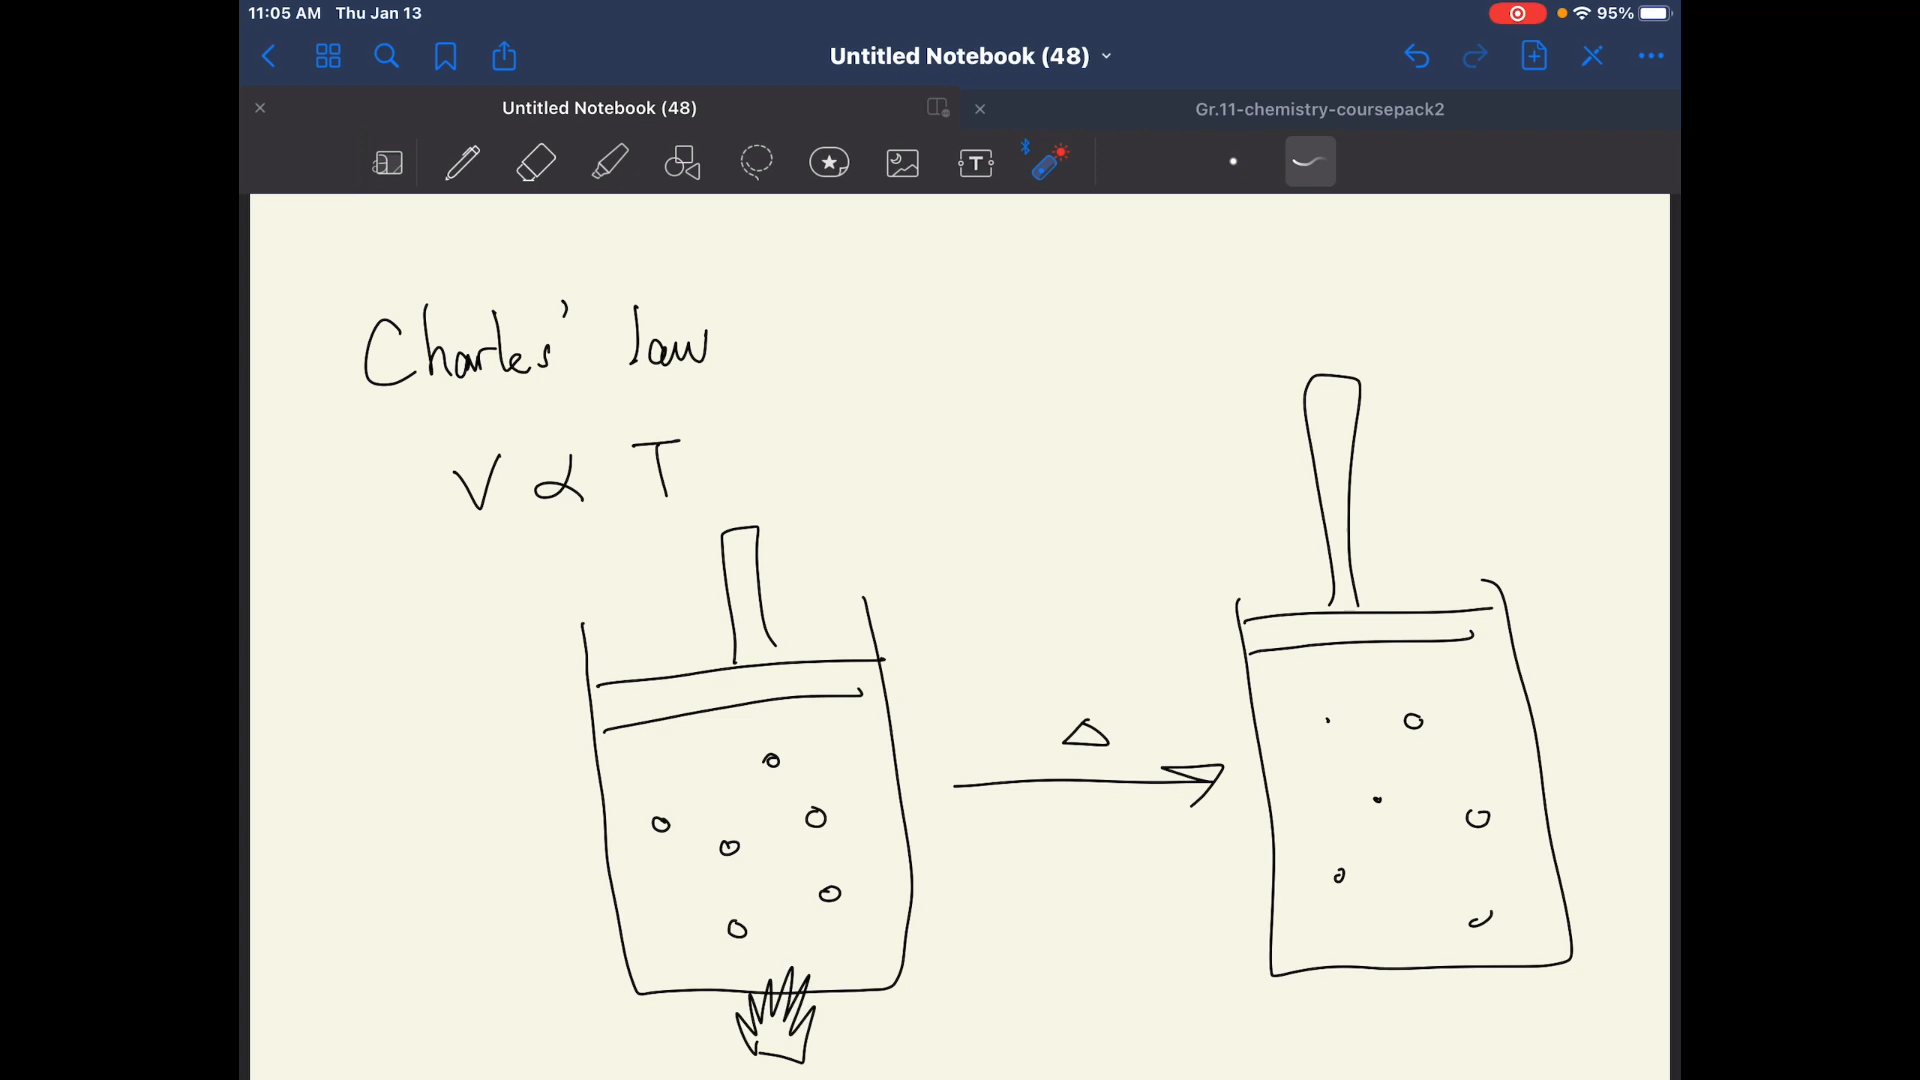 11:05 AM Thu Jan 13
95%
Untitled Notebook (48)
Untitled Notebook (48)
Gr.11-chemistry-coursepack2
T
Charles' law
V ∝ T
Δ